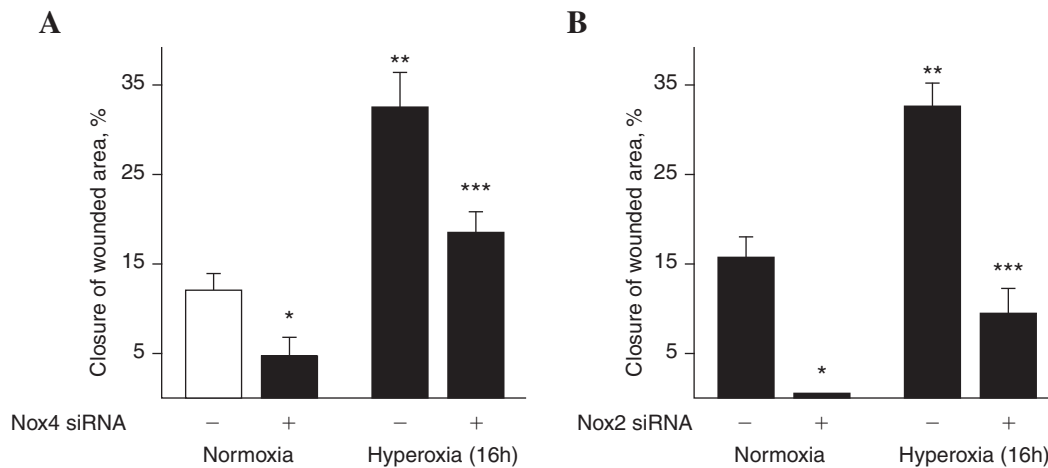 A
Closure of wounded area, %
35
25
15
5
*
**
***
Nox4 siRNA − + − +
Normoxia Hyperoxia (16h)
B
Closure of wounded area, %
35
25
15
5
*
**
***
Nox2 siRNA − + − +
Normoxia Hyperoxia (16h)